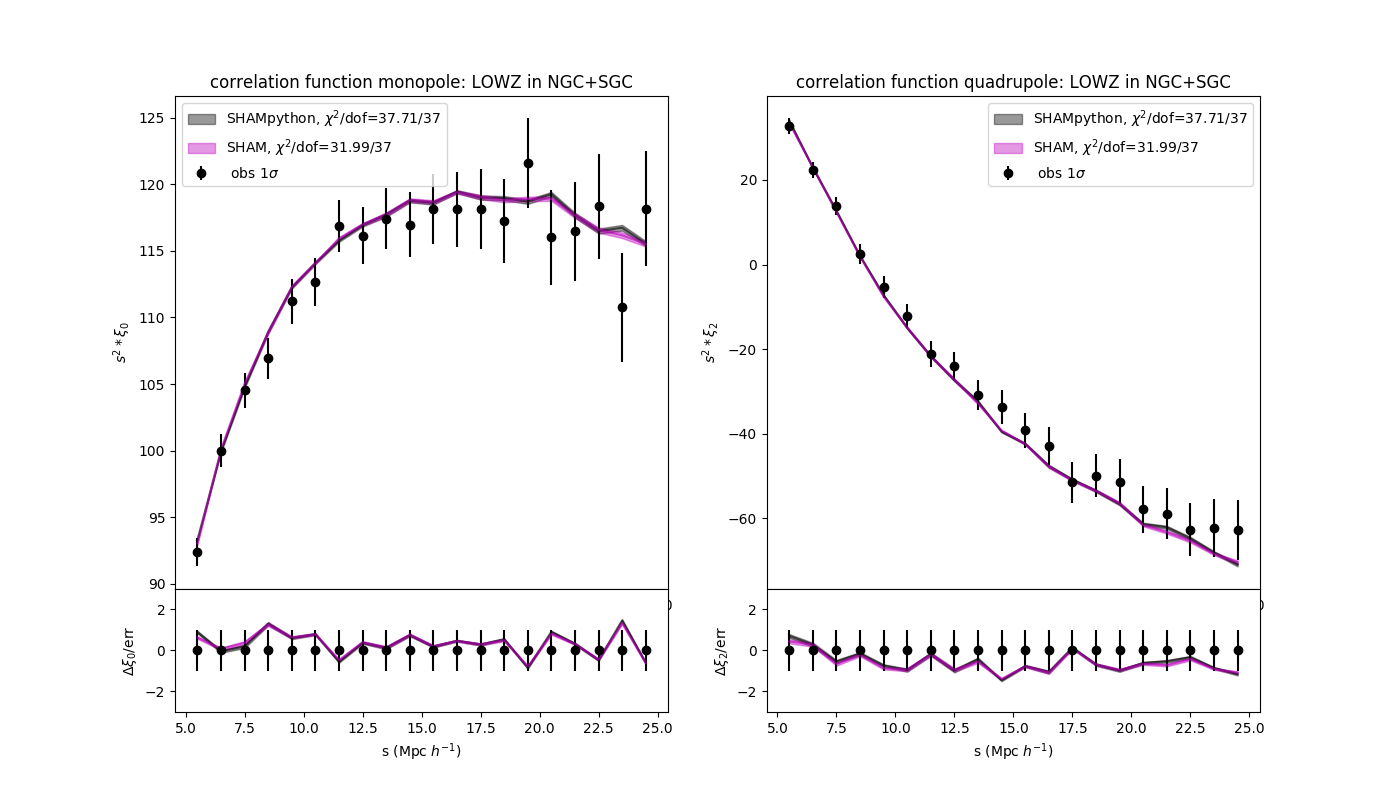 correlation function monopole: LOWZ in NGC+SGC
SHAMpython, χ²/dof=37.71/37
SHAM, χ²/dof=31.99/37
obs 1σ
125
120
115
110
105
100
95
90
s² * ξ₀
2
0
−2
Δξ₀/err
5.0 7.5 10.0 12.5 15.0 17.5 20.0 22.5 25.0
s (Mpc h⁻¹)
correlation function quadrupole: LOWZ in NGC+SGC
SHAMpython, χ²/dof=37.71/37
SHAM, χ²/dof=31.99/37
obs 1σ
20
0
−20
−40
−60
s² * ξ₂
2
0
−2
Δξ₂/err
5.0 7.5 10.0 12.5 15.0 17.5 20.0 22.5 25.0
s (Mpc h⁻¹)